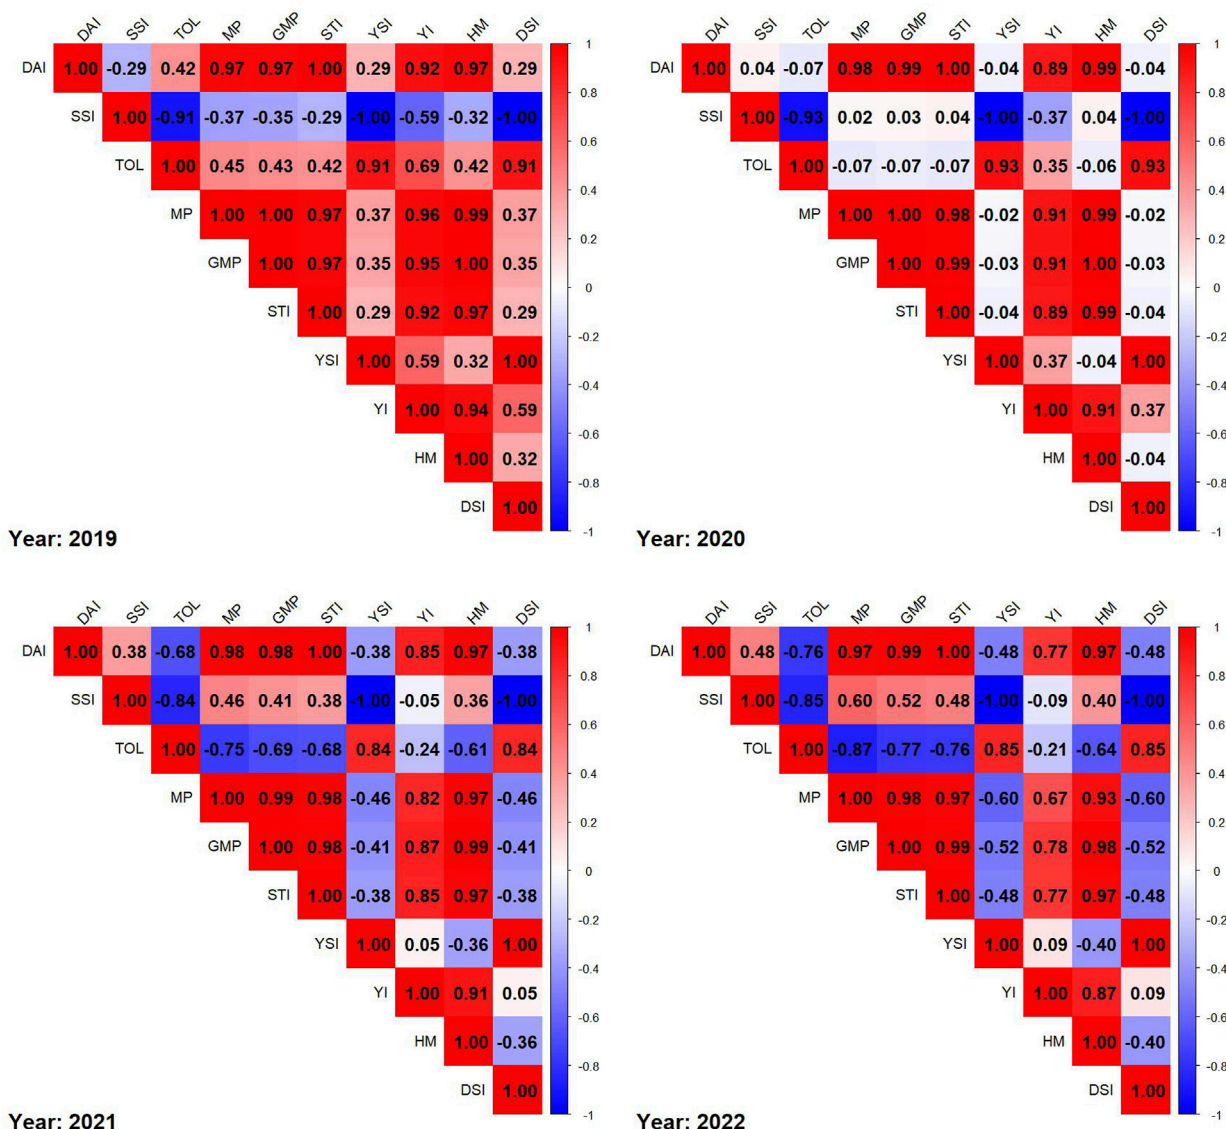 DAI SSI TOL MP GMP STI YSI YI HM DSI
DAI 1.00 -0.29 0.42 0.97 0.97 1.00 0.29 0.92 0.97 0.29
SSI 1.00 -0.91 -0.37 -0.35 -0.29 -1.00 -0.59 -0.32 -1.00
TOL 1.00 0.45 0.43 0.42 0.91 0.69 0.42 0.91
MP 1.00 1.00 0.97 0.37 0.96 0.99 0.37
GMP 1.00 0.97 0.35 0.95 1.00 0.35
STI 1.00 0.29 0.92 0.97 0.29
YSI 1.00 0.59 0.32 1.00
YI 1.00 0.94 0.59
HM 1.00 0.32
DSI 1.00
1
0.8
0.6
0.4
0.2
0
-0.2
-0.4
-0.6
-0.8
-1
Year: 2019
DAI SSI TOL MP GMP STI YSI YI HM DSI
DAI 1.00 0.04 -0.07 0.98 0.99 1.00 -0.04 0.89 0.99 -0.04
SSI 1.00 -0.93 0.02 0.03 0.04 -1.00 -0.37 0.04 -1.00
TOL 1.00 -0.07 -0.07 -0.07 0.93 0.35 -0.06 0.93
MP 1.00 1.00 0.98 -0.02 0.91 0.99 -0.02
GMP 1.00 0.99 -0.03 0.91 1.00 -0.03
STI 1.00 -0.04 0.89 0.99 -0.04
YSI 1.00 0.37 -0.04 1.00
YI 1.00 0.91 0.37
HM 1.00 -0.04
DSI 1.00
1
0.8
0.6
0.4
0.2
0
-0.2
-0.4
-0.6
-0.8
-1
Year: 2020
DAI SSI TOL MP GMP STI YSI YI HM DSI
DAI 1.00 0.38 -0.68 0.98 0.98 1.00 -0.38 0.85 0.97 -0.38
SSI 1.00 -0.84 0.46 0.41 0.38 -1.00 -0.05 0.36 -1.00
TOL 1.00 -0.75 -0.69 -0.68 0.84 -0.24 -0.61 0.84
MP 1.00 0.99 0.98 -0.46 0.82 0.97 -0.46
GMP 1.00 0.98 -0.41 0.87 0.99 -0.41
STI 1.00 -0.38 0.85 0.97 -0.38
YSI 1.00 0.05 -0.36 1.00
YI 1.00 0.91 0.05
HM 1.00 -0.36
DSI 1.00
1
0.8
0.6
0.4
0.2
0
-0.2
-0.4
-0.6
-0.8
-1
Year: 2021
DAI SSI TOL MP GMP STI YSI YI HM DSI
DAI 1.00 0.48 -0.76 0.97 0.99 1.00 -0.48 0.77 0.97 -0.48
SSI 1.00 -0.85 0.60 0.52 0.48 -1.00 -0.09 0.40 -1.00
TOL 1.00 -0.87 -0.77 -0.76 0.85 -0.21 -0.64 0.85
MP 1.00 0.98 0.97 -0.60 0.67 0.93 -0.60
GMP 1.00 0.99 -0.52 0.78 0.98 -0.52
STI 1.00 -0.48 0.77 0.97 -0.48
YSI 1.00 0.09 -0.40 1.00
YI 1.00 0.87 0.09
HM 1.00 -0.40
DSI 1.00
1
0.8
0.6
0.4
0.2
0
-0.2
-0.4
-0.6
-0.8
-1
Year: 2022